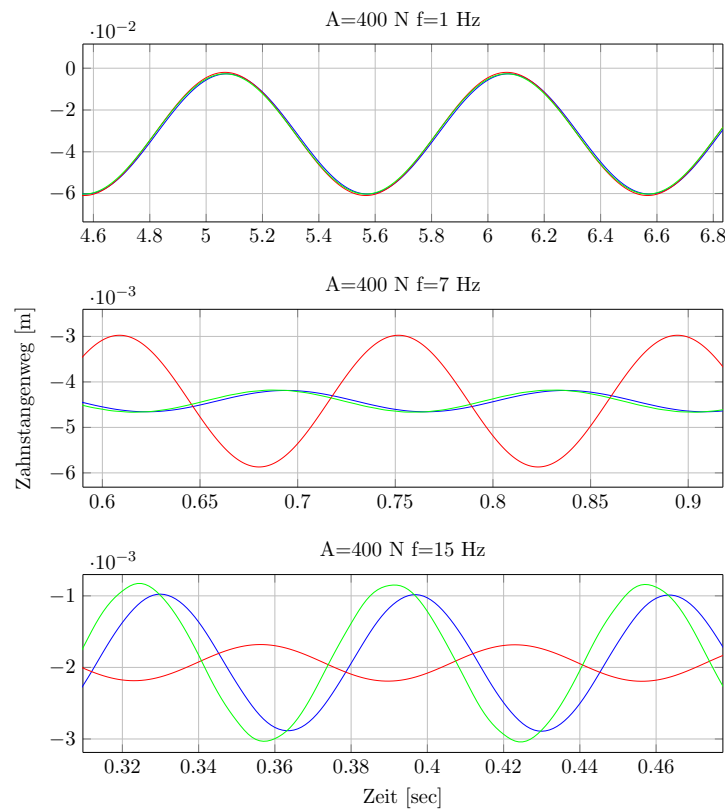 A=400 N f=1 Hz
·10⁻²
0
−2
−4
−6
4.6 4.8 5 5.2 5.4 5.6 5.8 6 6.2 6.4 6.6 6.8
A=400 N f=7 Hz
·10⁻³
−3
−4
−5
−6
0.6 0.65 0.7 0.75 0.8 0.85 0.9
Zahnstangenweg [m]
A=400 N f=15 Hz
·10⁻³
−1
−2
−3
0.32 0.34 0.36 0.38 0.4 0.42 0.44 0.46
Zeit [sec]